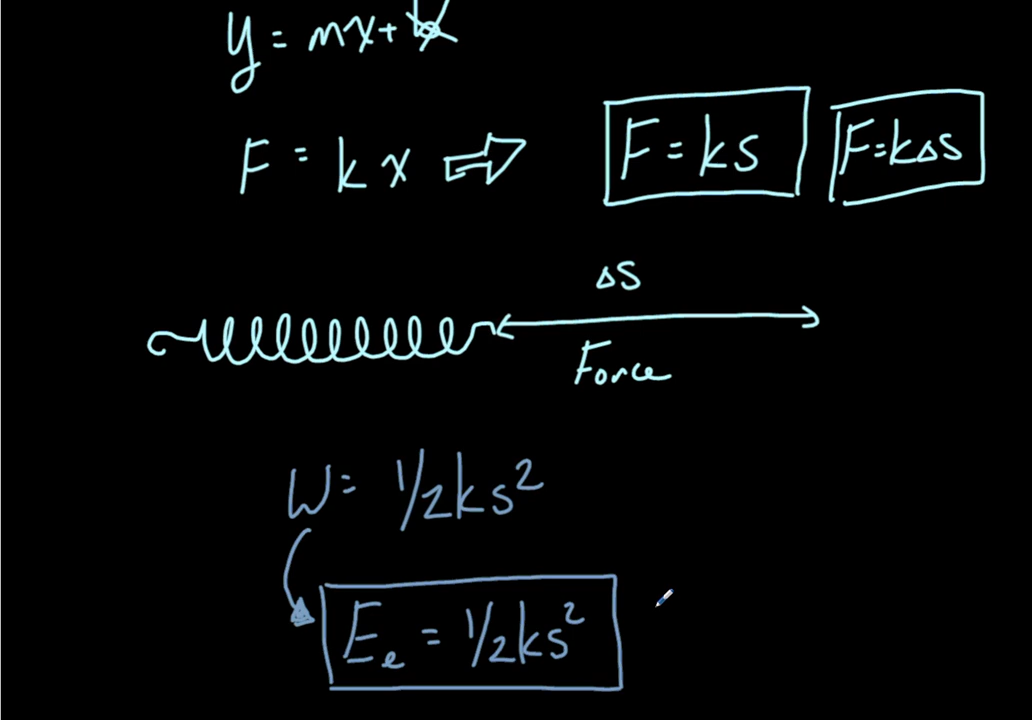 y = mx + b
F = kx ⇒ F = ks F = kΔs
Δs
Force
W = 1/2ks²
Eₑ = 1/2ks²